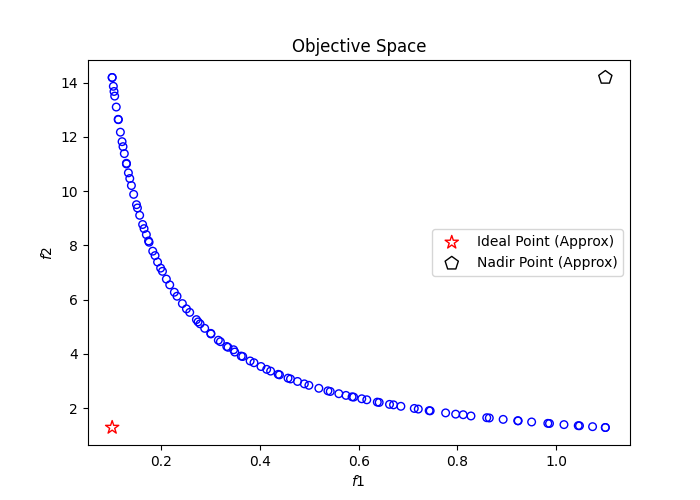 Objective Space
14
12
10
8
6
4
2
f2
Ideal Point (Approx)
Nadir Point (Approx)
0.2 0.4 0.6 0.8 1.0
f1